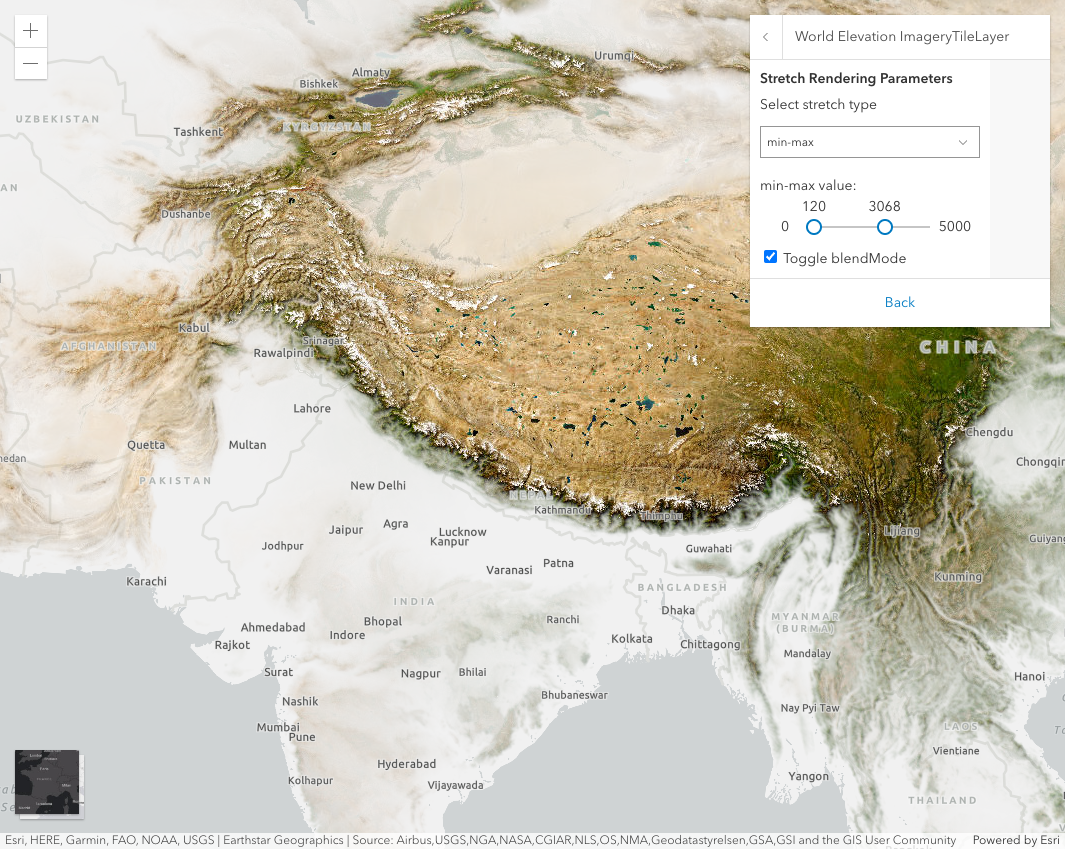 World Elevation ImageryTileLayer
Stretch Rendering Parameters
Select stretch type
min-max
min-max value:
120 3068
0 5000
Toggle blendMode
Back
Urumqi
Almaty
Bishkek
UZBEKISTAN
KYRGYZSTAN
Tashkent
AN
Dushanbe
Kabul
AFGHANISTAN
Srinagar
Rawalpindi
CHINA
Lahore
Chengdu
Quetta
Multan
medan
Chongqin
PAKISTAN
New Delhi
NEPAL
Kathmandu
Thimphu
Jaipur
Agra
Lucknow
Kanpur
Lijiang
Guiyang
Jodhpur
Guwahati
Varanasi
Patna
Kunming
Karachi
BANGLADESH
INDIA
Dhaka
MYANMAR
(BURMA)
Ahmedabad
Bhopal
Ranchi
Indore
Kolkata
Chittagong
Rajkot
Mandalay
Surat
Nagpur
Bhilai
Hanoi
Bhubaneswar
Nashik
Nay Pyi Taw
Mumbai
Pune
LAOS
Vientiane
Hyderabad
Kolhapur
Vijayawada
Yangon
THAILAND
Esri, HERE, Garmin, FAO, NOAA, USGS | Earthstar Geographics | Source: Airbus,USGS,NGA,NASA,CGIAR,NLS,OS,NMA,Geodatastyrelsen,GSA,GSI and the GIS User Community Powered by Esri